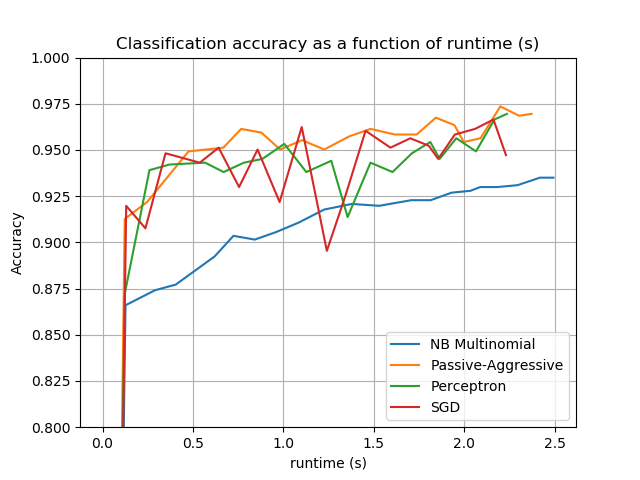 Classification accuracy as a function of runtime (s)
1.000
0.975
0.950
0.925
0.900
0.875
0.850
0.825
0.800
Accuracy
NB Multinomial
Passive-Aggressive
Perceptron
SGD
0.0 0.5 1.0 1.5 2.0 2.5
runtime (s)